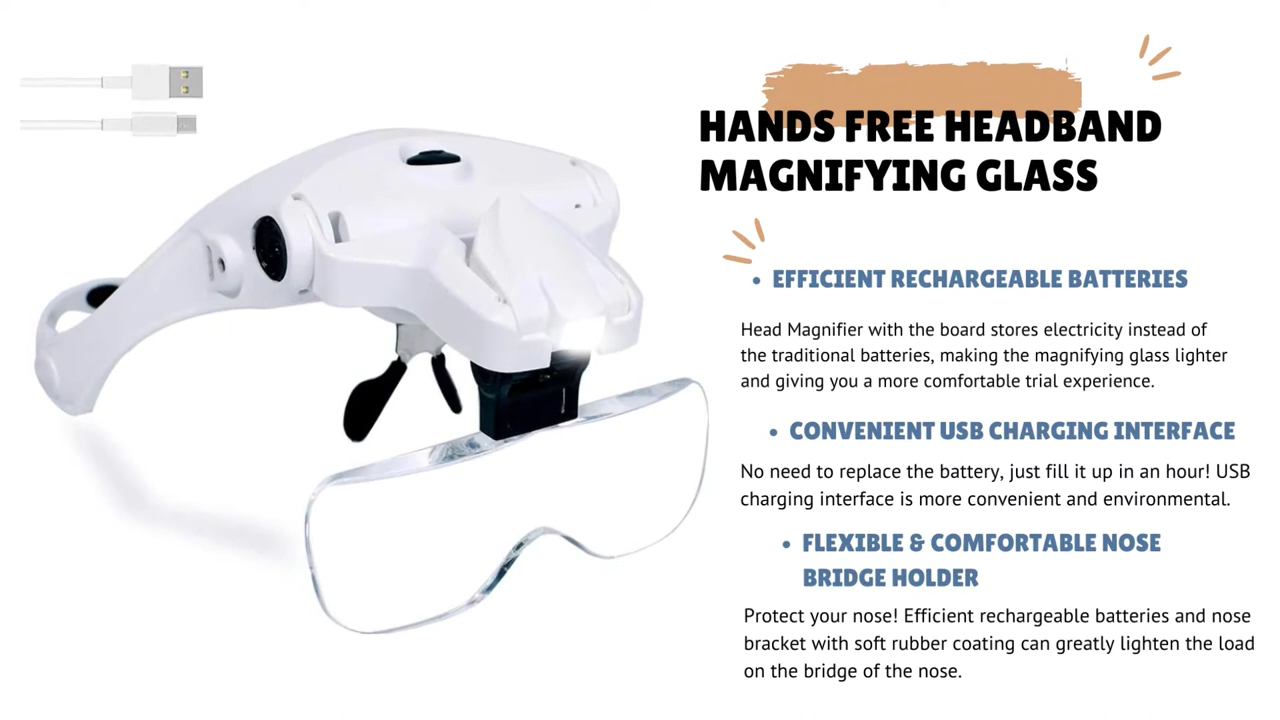 HANDS FREE HEADBAND
MAGNIFYING GLASS
• EFFICIENT RECHARGEABLE BATTERIES
Head Magnifier with the board stores electricity instead of
the traditional batteries, making the magnifying glass lighter
and giving you a more comfortable trial experience.
• CONVENIENT USB CHARGING INTERFACE
No need to replace the battery, just fill it up in an hour! USB
charging interface is more convenient and environmental.
• FLEXIBLE & COMFORTABLE NOSE
BRIDGE HOLDER
Protect your nose! Efficient rechargeable batteries and nose
bracket with soft rubber coating can greatly lighten the load
on the bridge of the nose.